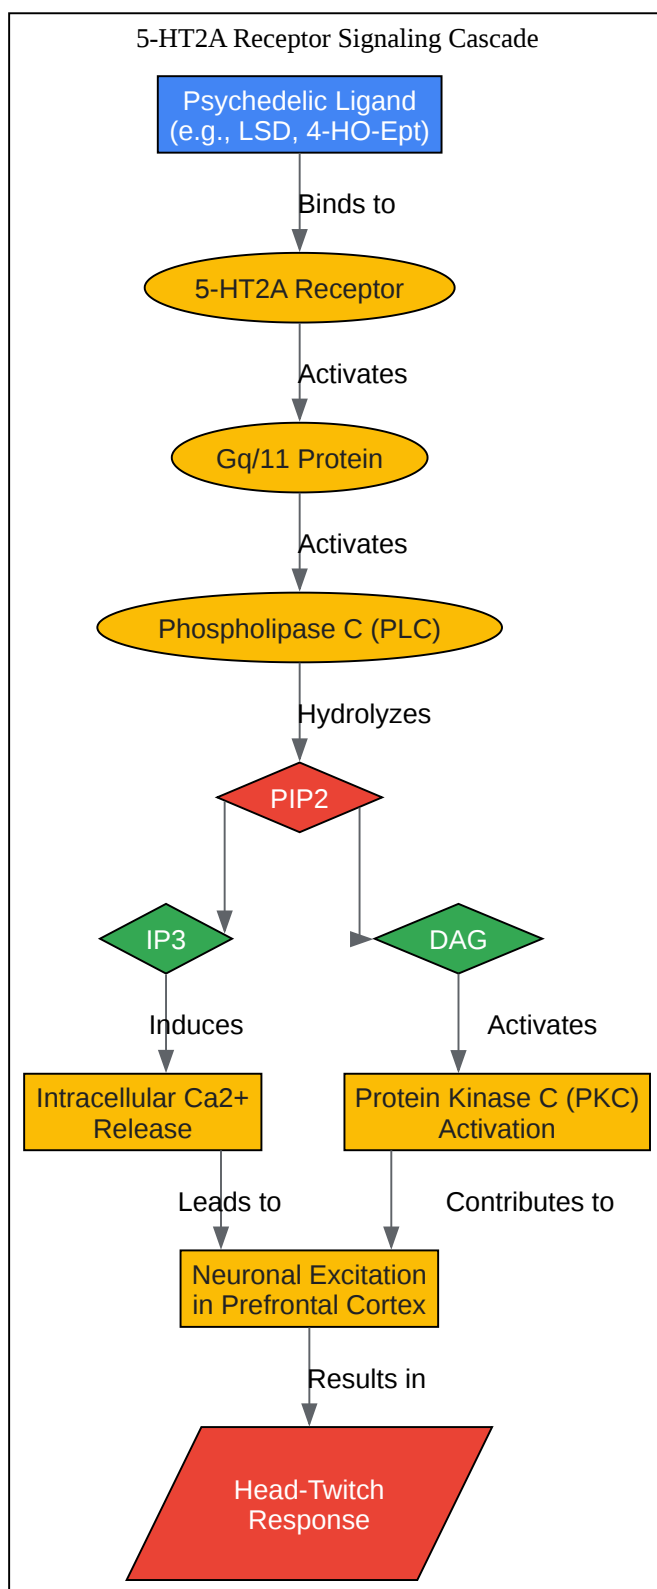 5-HT2A Receptor Signaling Cascade
Psychedelic Ligand
(e.g., LSD, 4-HO-Ept)
Binds to
5-HT2A Receptor
Activates
Gq/11 Protein
Activates
Phospholipase C (PLC)
Hydrolyzes
PIP2
IP3
DAG
Induces
Activates
Intracellular Ca2+
Release
Protein Kinase C (PKC)
Activation
Leads to
Contributes to
Neuronal Excitation
in Prefrontal Cortex
Results in
Head-Twitch
Response